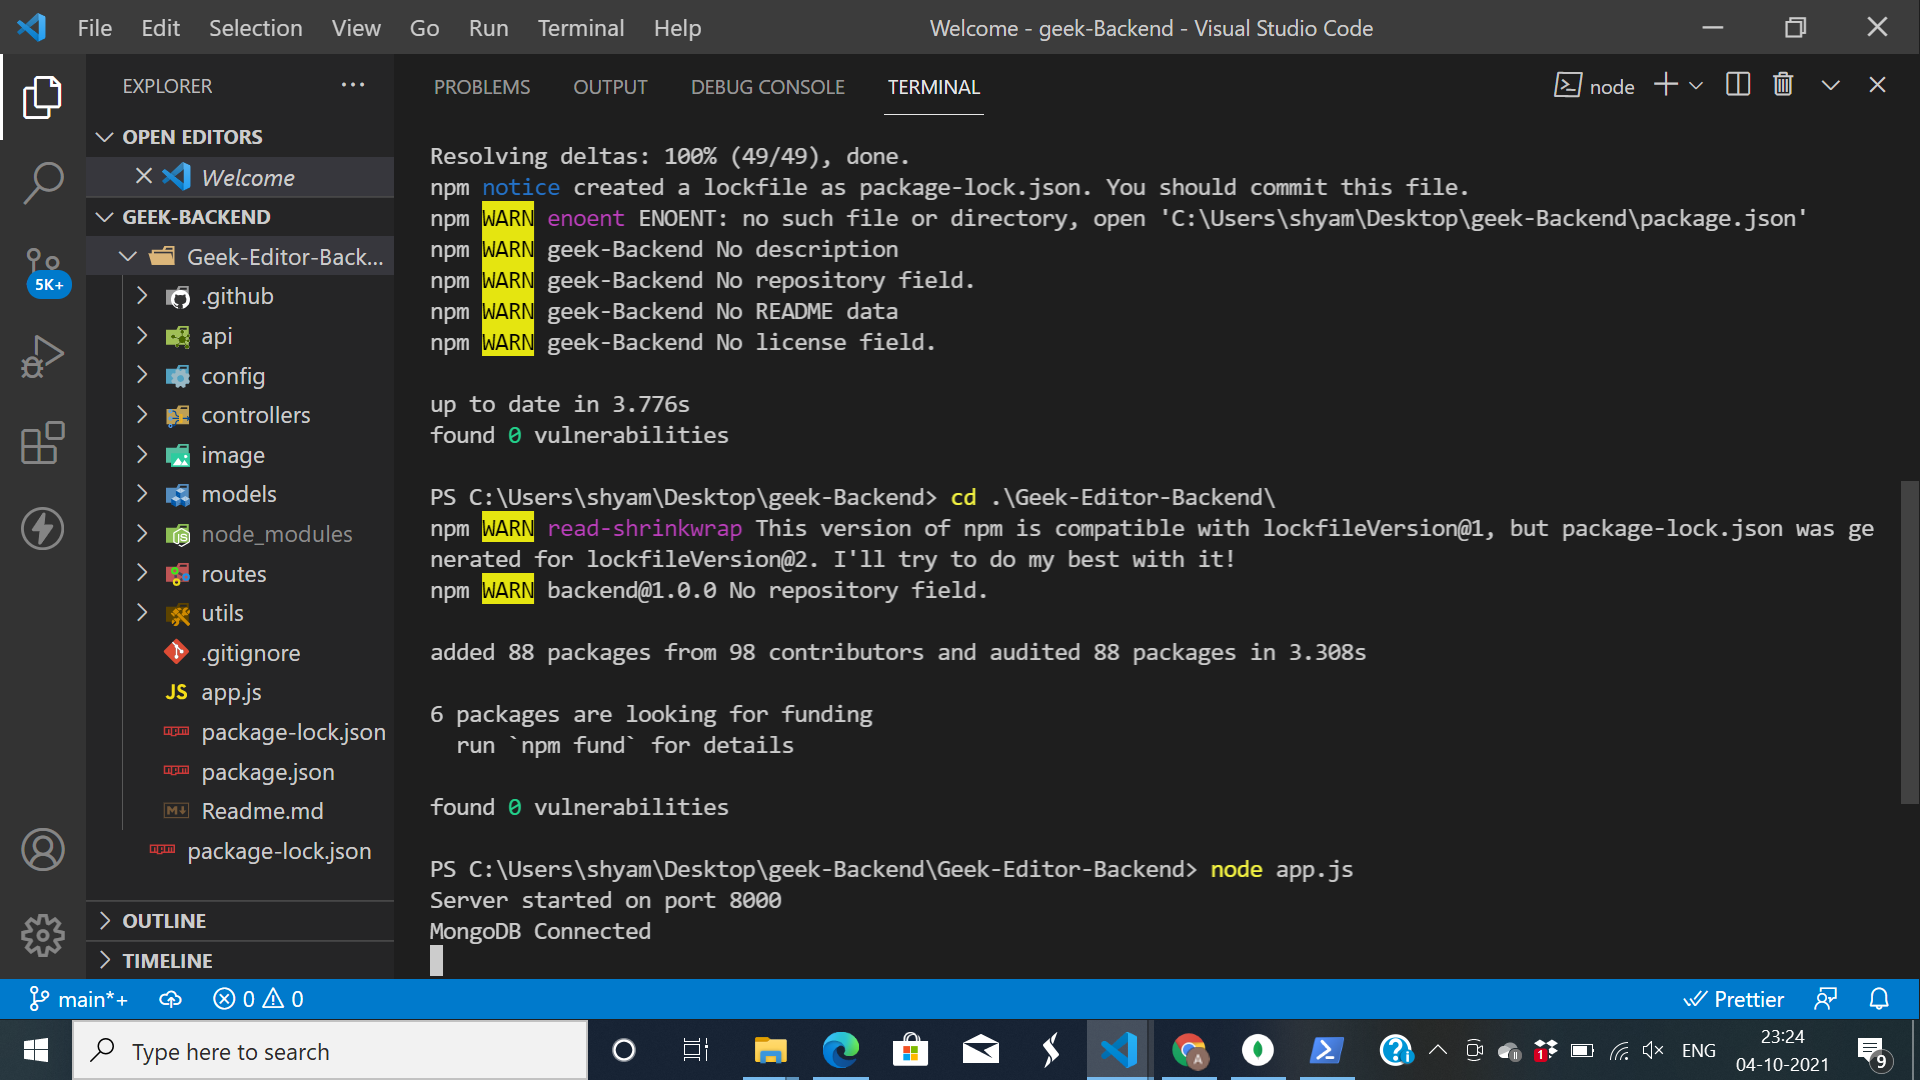 File Edit Selection View Go Run Terminal Help
Welcome - geek-Backend - Visual Studio Code
EXPLORER
OPEN EDITORS
Welcome
GEEK-BACKEND
Geek-Editor-Back...
.github
api
config
controllers
image
models
node_modules
routes
utils
.gitignore
JS app.js
package-lock.json
package.json
Readme.md
package-lock.json
OUTLINE
TIMELINE
5K+
PROBLEMS OUTPUT DEBUG CONSOLE TERMINAL
node
Resolving deltas: 100% (49/49), done.
npm notice created a lockfile as package-lock.json. You should commit this file.
npm WARN enoent ENOENT: no such file or directory, open 'C:\Users\shyam\Desktop\geek-Backend\package.json'
npm WARN geek-Backend No description
npm WARN geek-Backend No repository field.
npm WARN geek-Backend No README data
npm WARN geek-Backend No license field.
up to date in 3.776s
found 0 vulnerabilities
PS C:\Users\shyam\Desktop\geek-Backend> cd .\Geek-Editor-Backend\
npm WARN read-shrinkwrap This version of npm is compatible with lockfileVersion@1, but package-lock.json was ge
nerated for lockfileVersion@2. I'll try to do my best with it!
npm WARN backend@1.0.0 No repository field.
added 88 packages from 98 contributors and audited 88 packages in 3.308s
6 packages are looking for funding
run `npm fund` for details
found 0 vulnerabilities
PS C:\Users\shyam\Desktop\geek-Backend\Geek-Editor-Backend> node app.js
Server started on port 8000
MongoDB Connected
main*+ 0 0
Prettier
Type here to search
A
1
ENG
23:24
04-10-2021
9